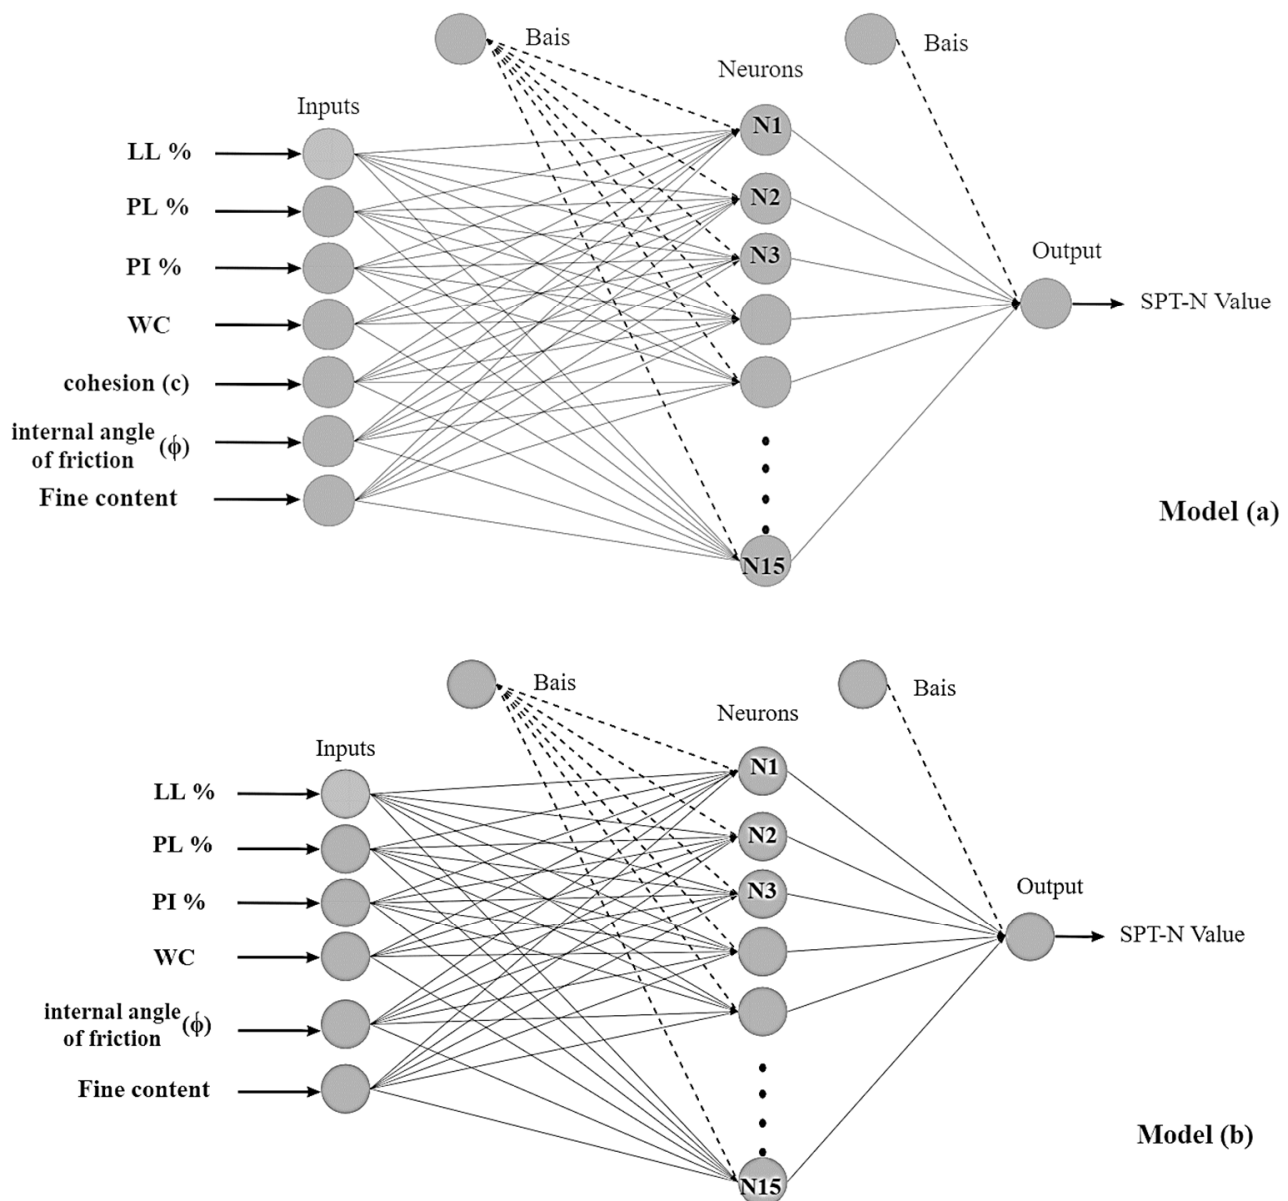 Bais
Bais
Neurons
Inputs
N1
LL %
PL %
N2
PI %
N3
Output
WC
SPT-N Value
cohesion (c)
internal angle
of friction (ϕ)
Fine content
Model (a)
N15
Bais
Bais
Neurons
Inputs
N1
LL %
PL %
N2
PI %
N3
Output
WC
SPT-N Value
internal angle
of friction (ϕ)
Fine content
Model (b)
N15